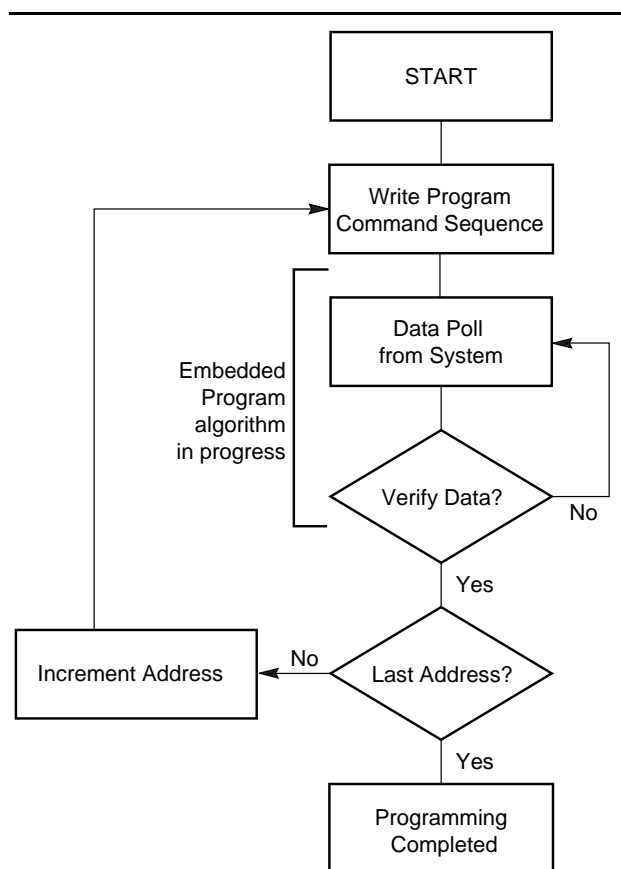 START
Write Program
Command Sequence
Data Poll
from System
Embedded
Program
algorithm
in progress
Verify Data?
No
Yes
Increment Address
No
Last Address?
Yes
Programming
Completed